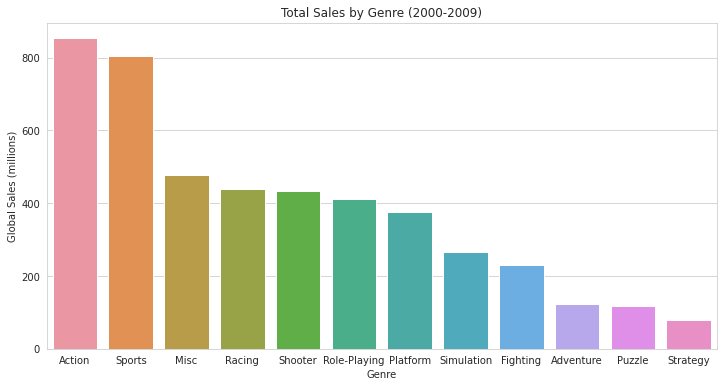 Total Sales by Genre (2000-2009)
Global Sales (millions)
800
600
400
200
0
Action Sports Misc Racing Shooter Role-Playing Platform Simulation Fighting Adventure Puzzle Strategy
Genre